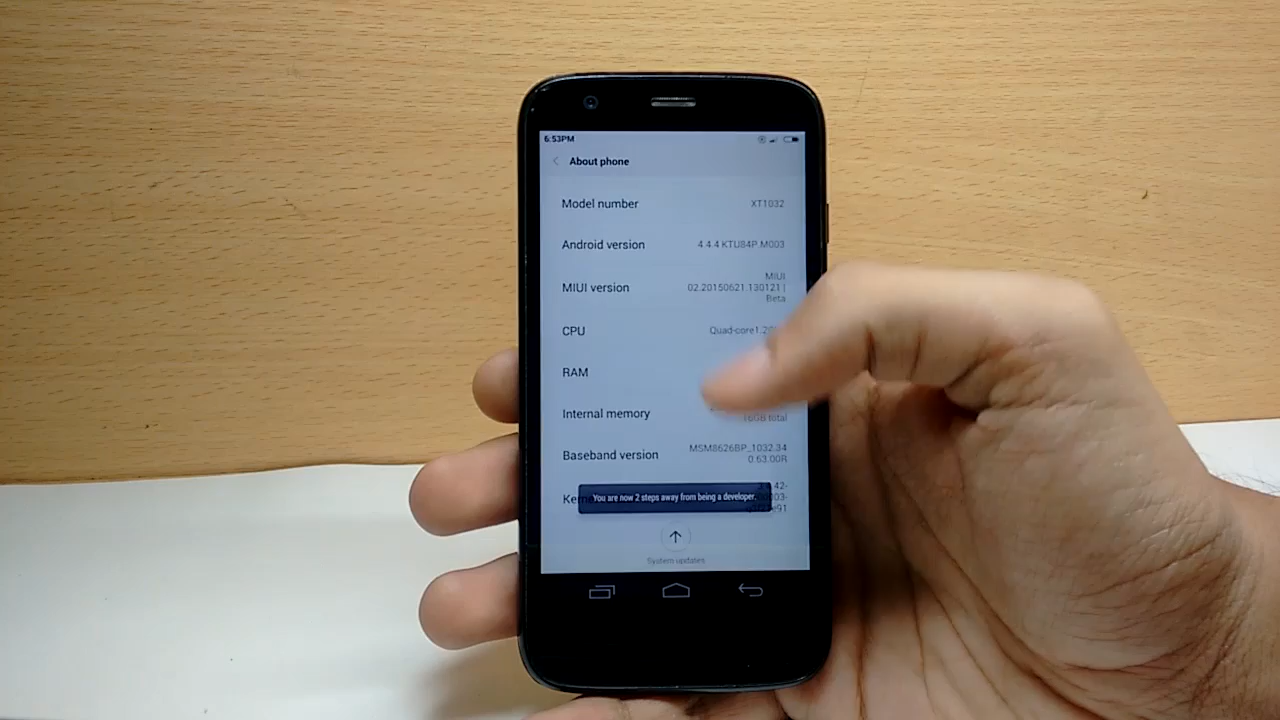 6:53PM
About phone
Model number
XT1032
Android version
4.4.4 KTU84P.M003
MIUI version
MIUI
02.20150621.130121 |
Beta
CPU
RAM
Internal memory
16GB total
Baseband version
MSM8626BP_1032.34
0.63.00R
You are now 2 steps away from being a developer.
System updates